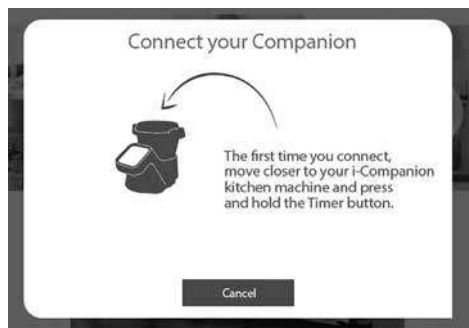 Connect your Companion
The first time you connect,
move closer to your i-Companion
kitchen machine and press
and hold the Timer button.
Cancel